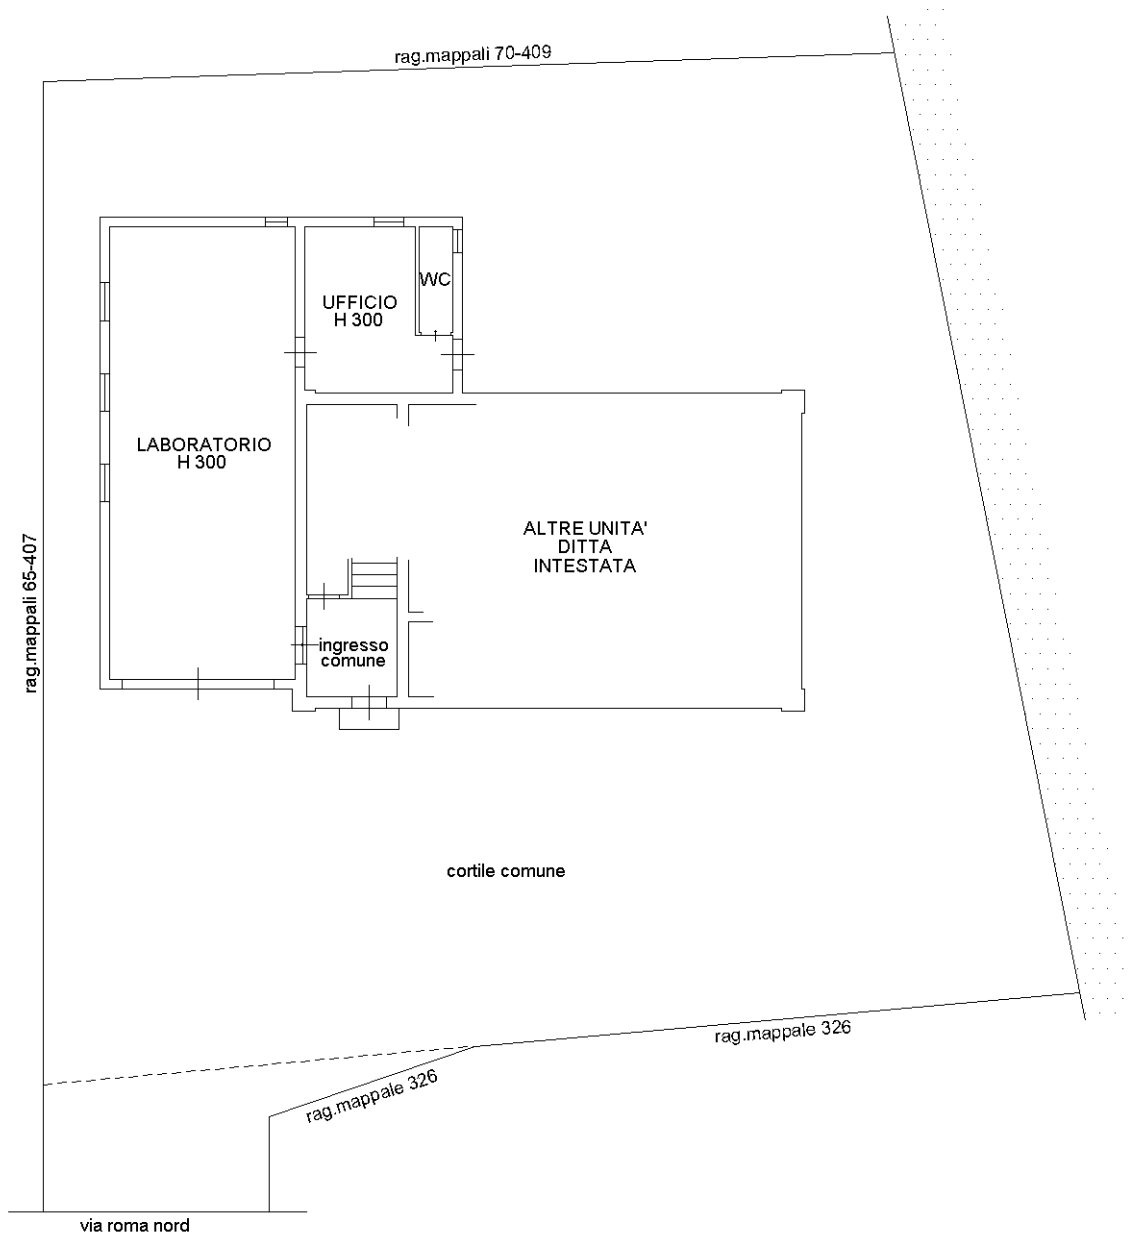 rag.mappali 70-409
WC
UFFICIO
H 300
LABORATORIO
H 300
ALTRE UNITA'
DITTA
INTESTATA
rag.mappali 65-407
ingresso
comune
cortile comune
rag.mappale 326
rag.mappale 326
via roma nord